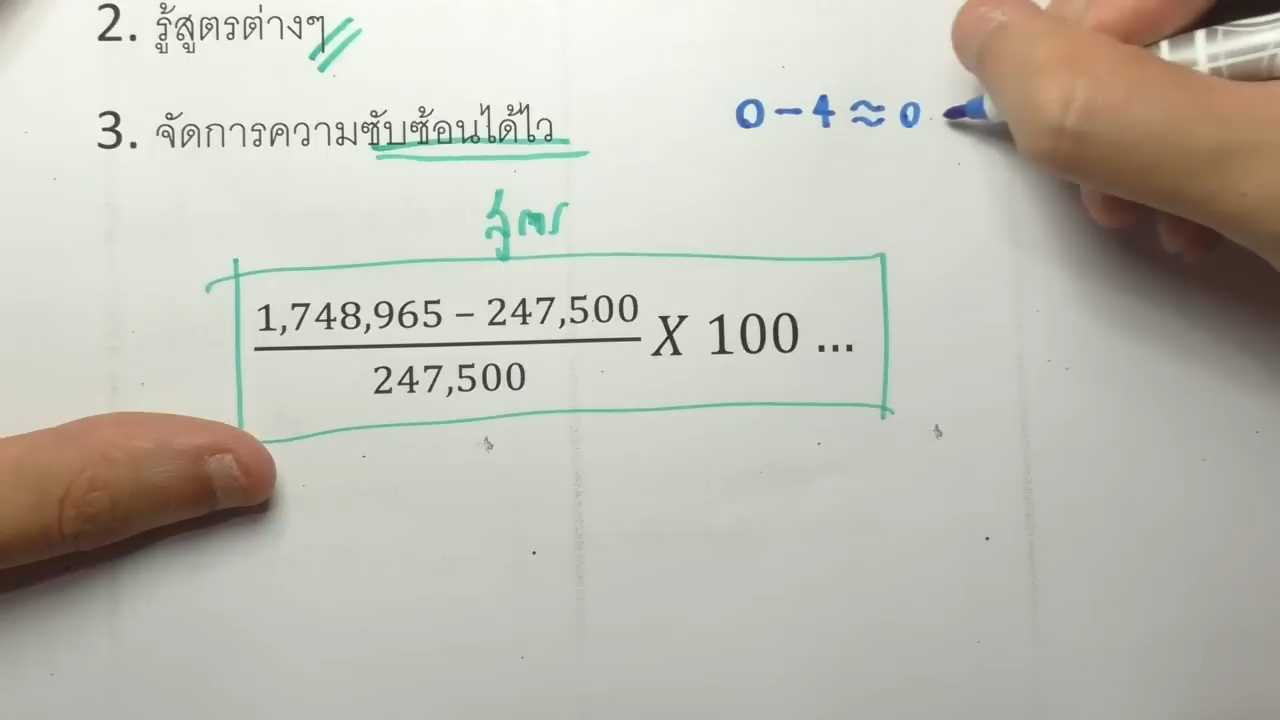 2. รู้สูตรต่างๆ
3. จัดการความซับซ้อนได้ไว
0 - 4 ≈ 0
สูตร
1,748,965 – 247,500
247,500
X 100 ...